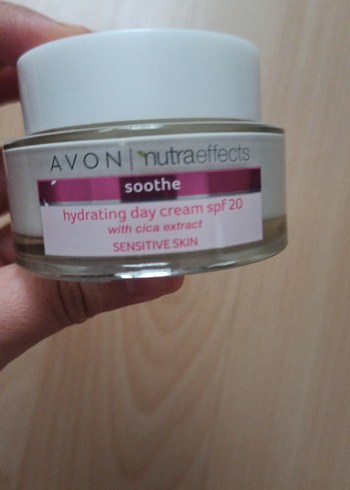 AVON | nutraeffects
soothe
hydrating day cream spf 20
with cica extract
SENSITIVE SKIN